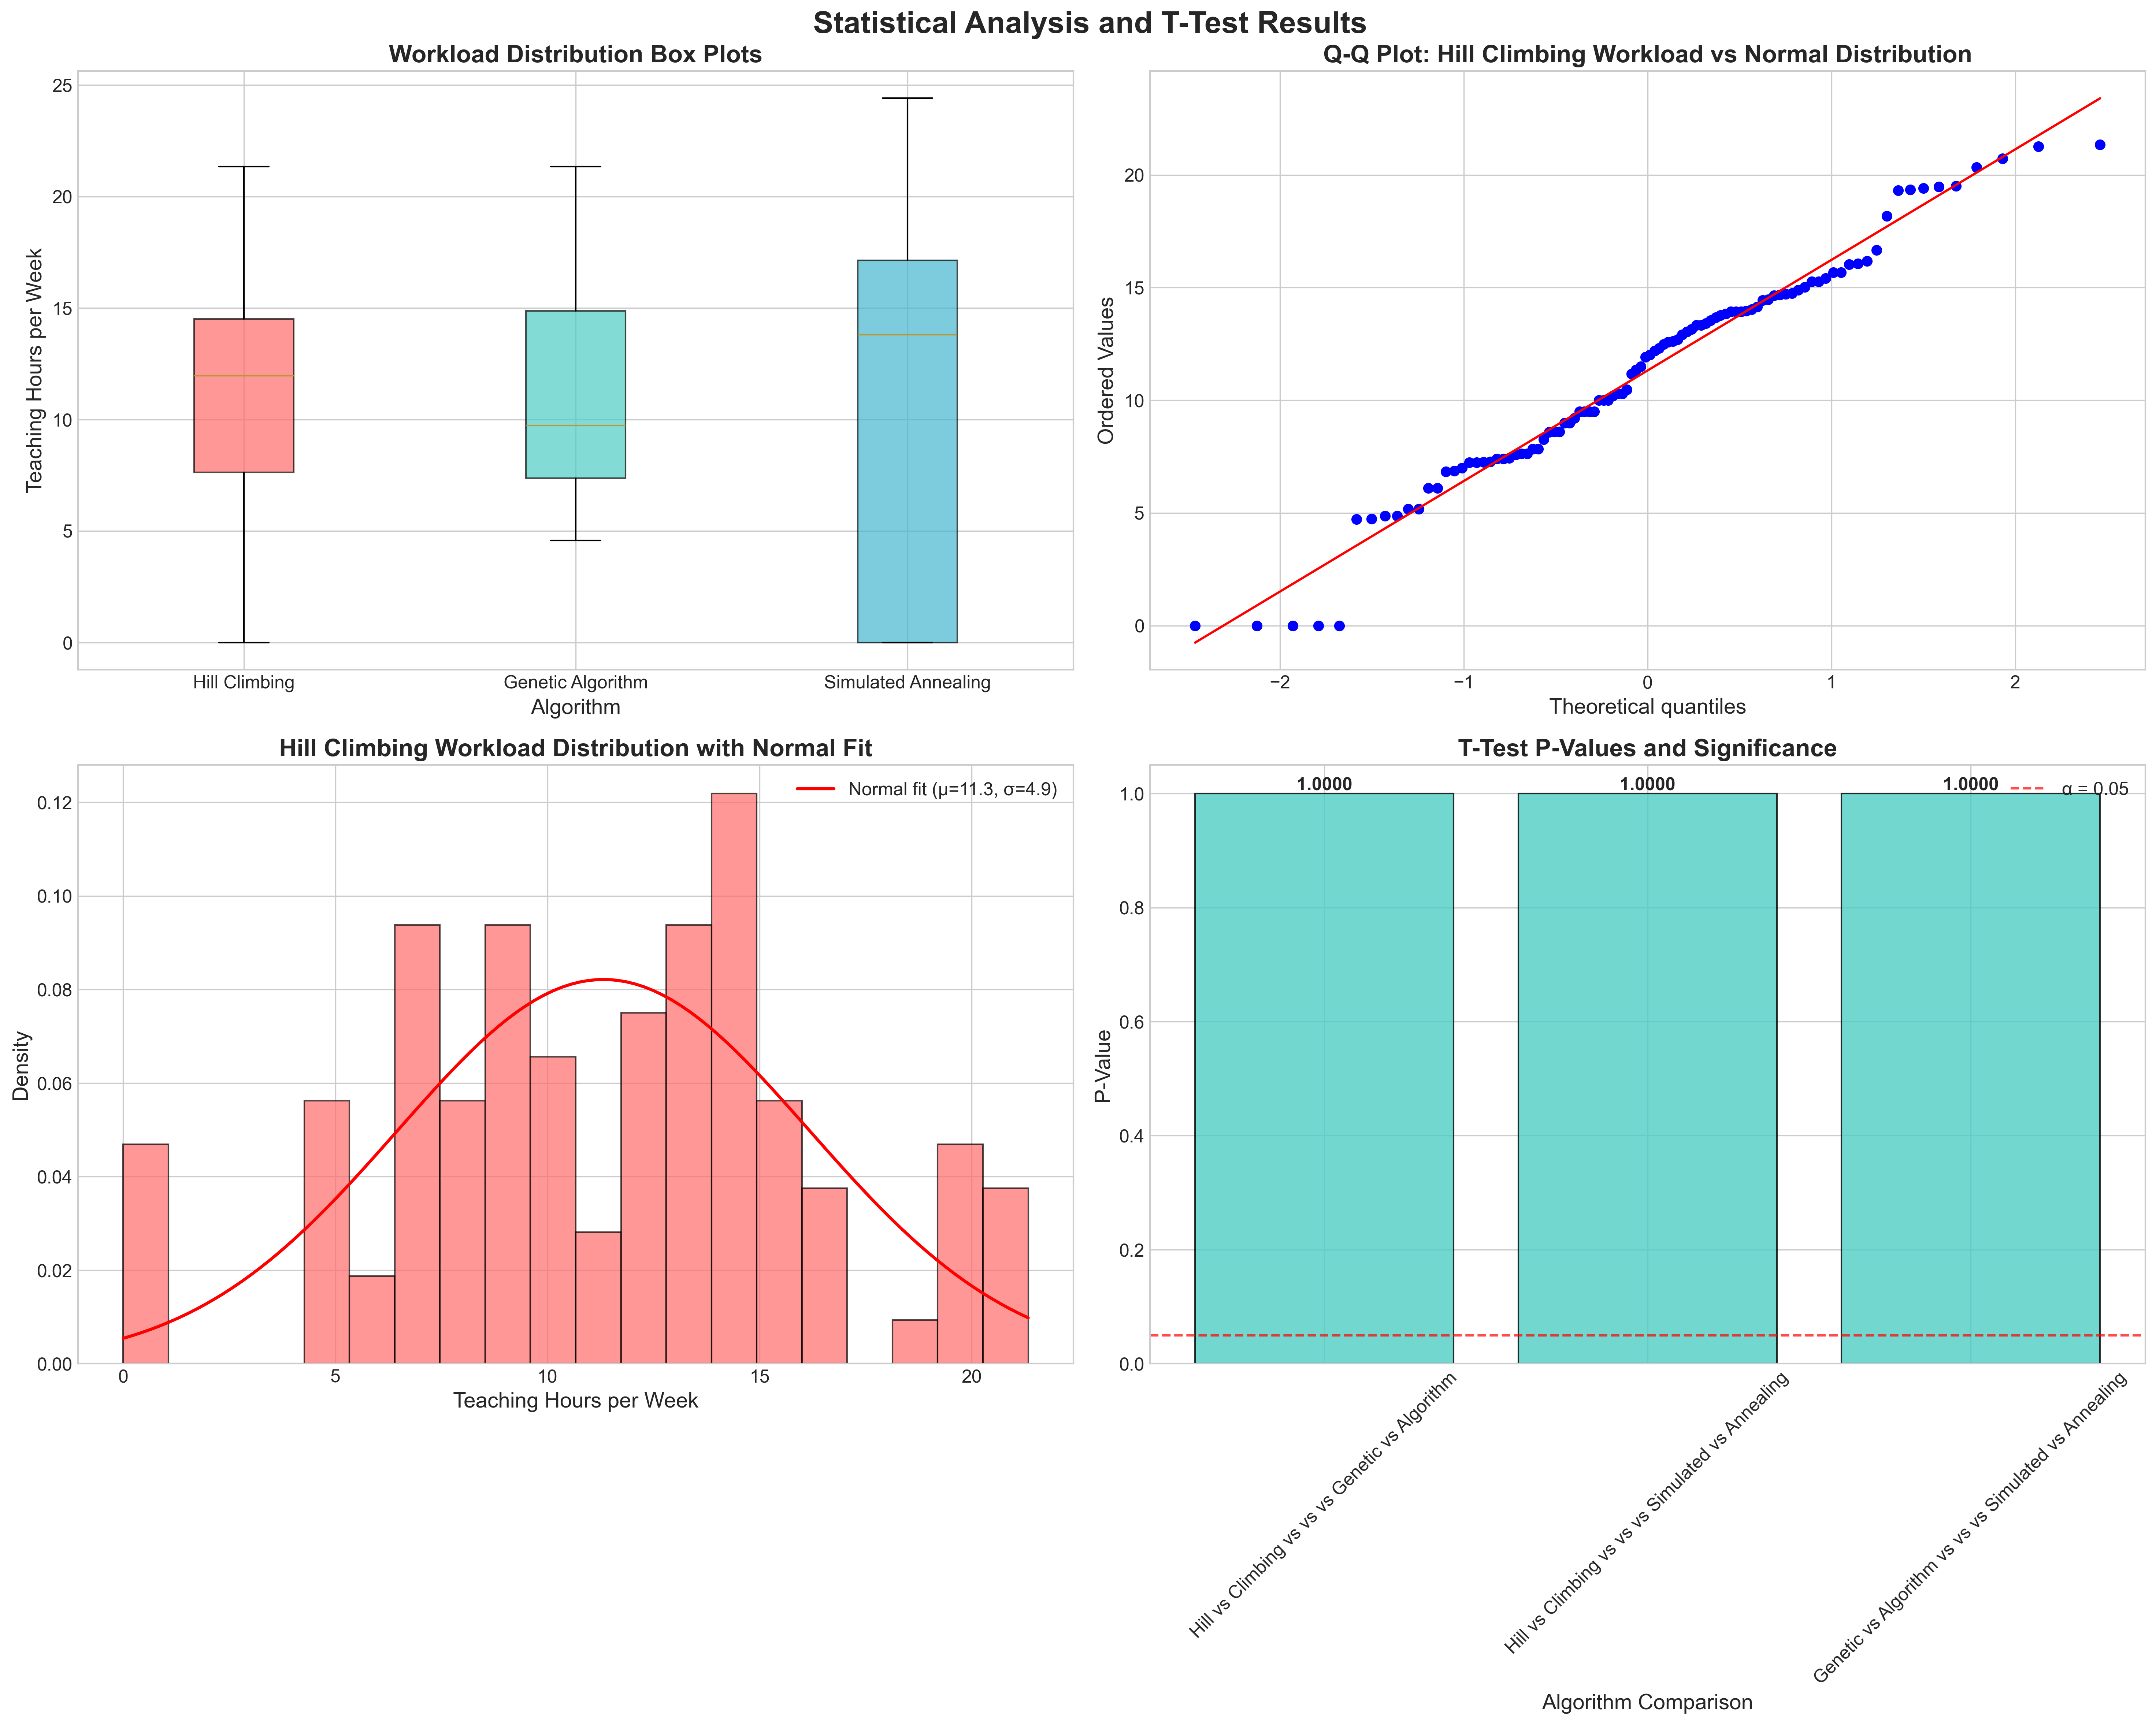 Statistical Analysis and T-Test Results
Workload Distribution Box Plots
Teaching Hours per Week
25
20
15
10
5
0
Hill Climbing
Genetic Algorithm
Simulated Annealing
Algorithm
Q-Q Plot: Hill Climbing Workload vs Normal Distribution
Ordered Values
20
15
10
5
0
−2
−1
0
1
2
Theoretical quantiles
Hill Climbing Workload Distribution with Normal Fit
Normal fit (μ=11.3, σ=4.9)
Density
0.12
0.10
0.08
0.06
0.04
0.02
0.00
0
5
10
15
20
Teaching Hours per Week
T-Test P-Values and Significance
1.0000
1.0000
1.0000
α = 0.05
P-Value
1.0
0.8
0.6
0.4
0.2
0.0
Hill vs Climbing vs vs vs Genetic vs Algorithm
Hill vs Climbing vs vs vs Simulated vs Annealing
Genetic vs Algorithm vs vs vs Simulated vs Annealing
Algorithm Comparison